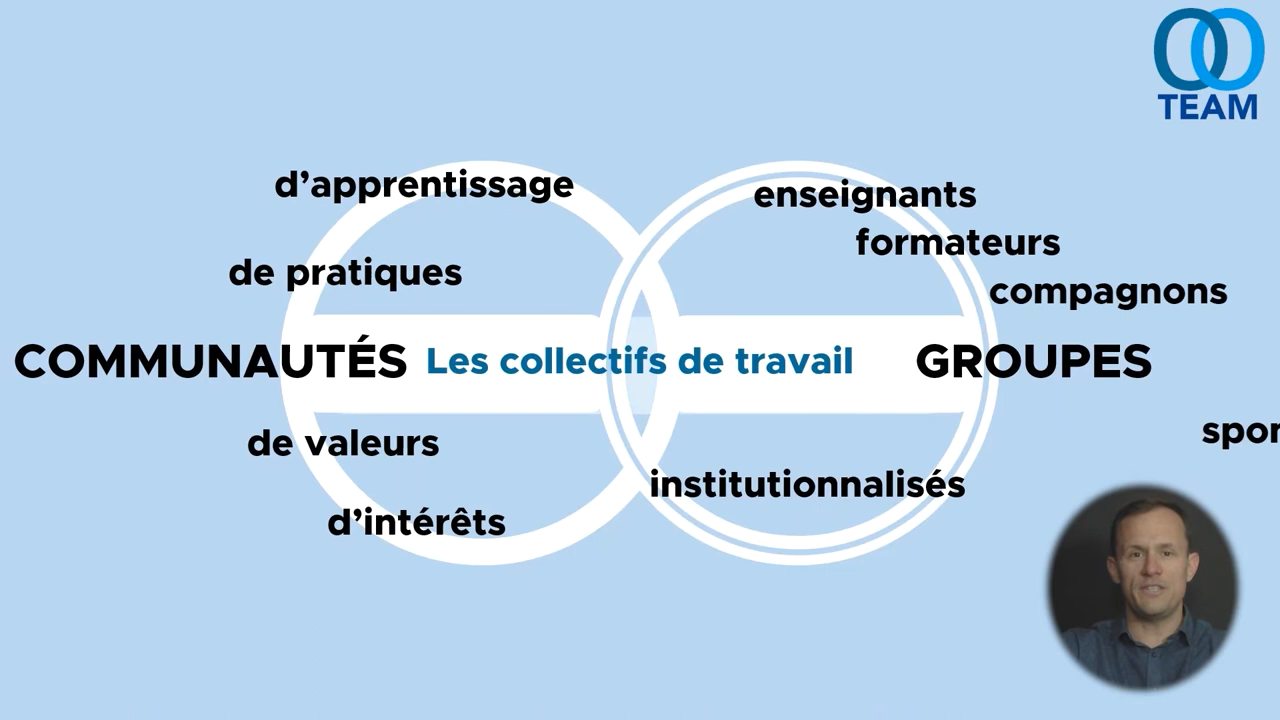 TEAM
d’apprentissage
enseignants
formateurs
de pratiques
compagnons
COMMUNAUTÉS
Les collectifs de travail
GROUPES
de valeurs
institutionnalisés
d’intérêts